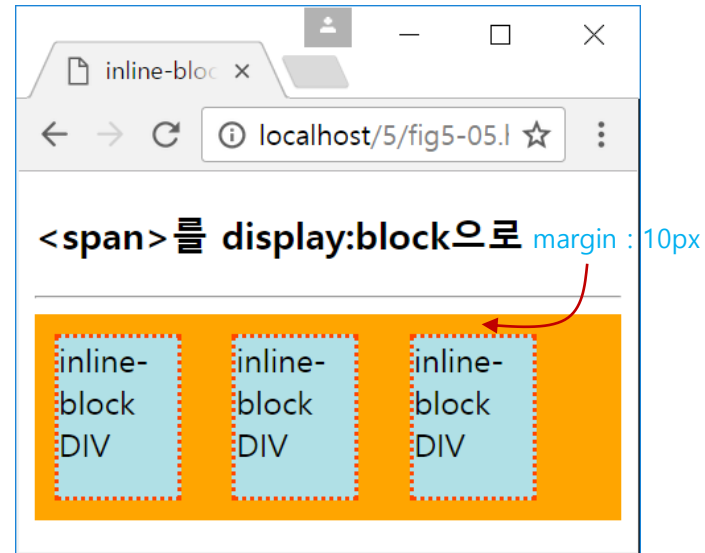 inline-bloc
localhost/5/fig5-05.h
<span>를 display:block으로
margin : 10px
inline-
block
DIV
inline-
block
DIV
inline-
block
DIV